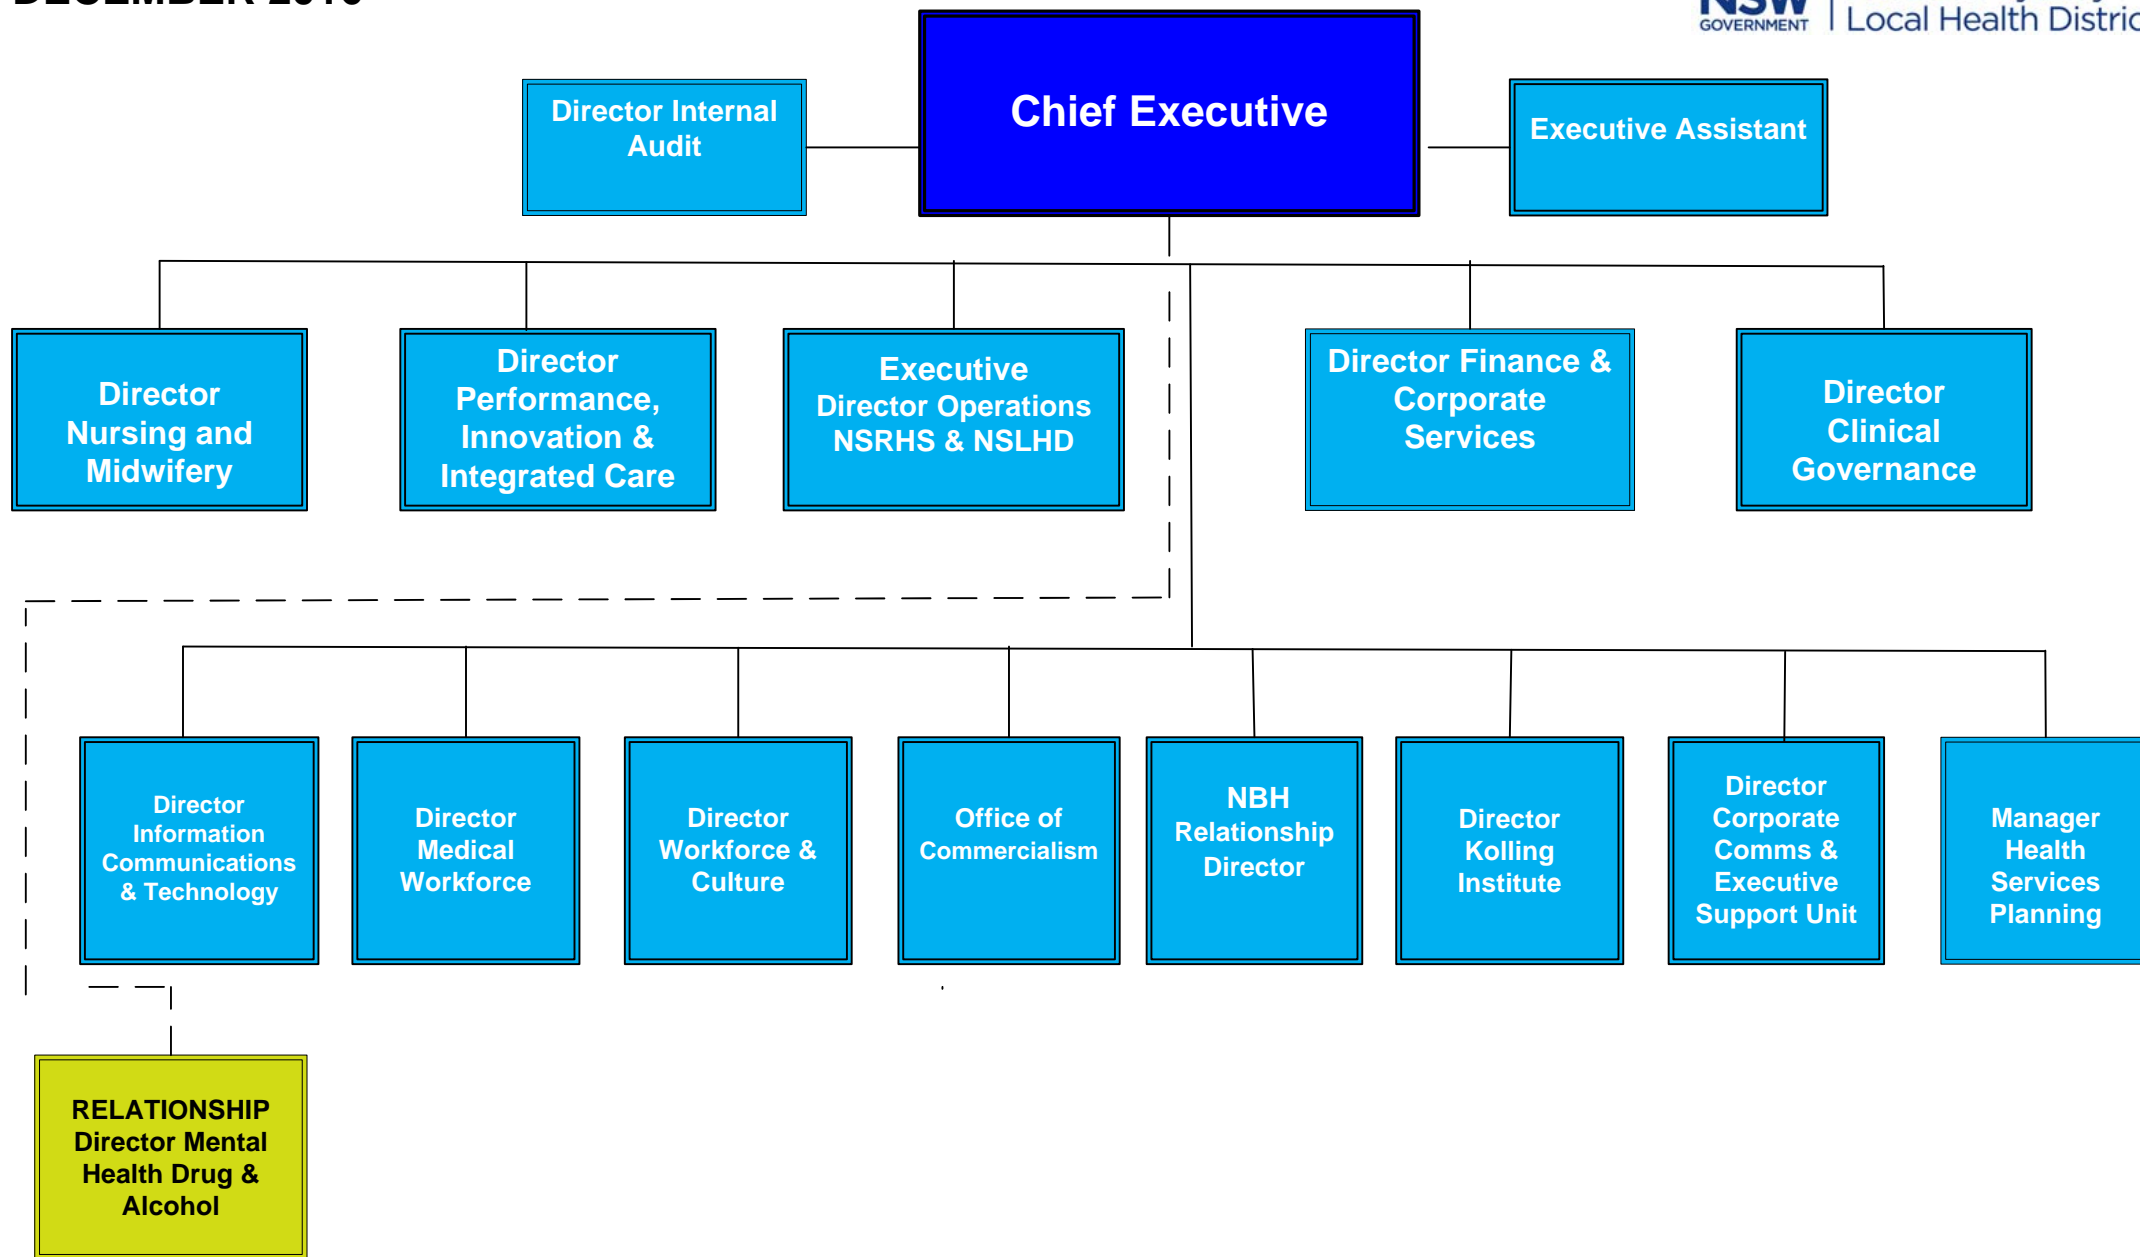 GOVERNMENT
Local Health Distric
Chief Executive
Director Internal
Audit
Executive Assistant
Director
Nursing and
Midwifery
Director
Performance,
Innovation &
Integrated Care
Executive
Director Operations
NSRHS & NSLHD
Director Finance &
Corporate
Services
Director
Clinical
Governance
Director
Information
Communications
& Technology
Director
Medical
Workforce
Director
Workforce &
Culture
Office of
Commercialism
NBH
Relationship
Director
Director
Kolling
Institute
Director
Corporate
Comms &
Executive
Support Unit
Manager
Health
Services
Planning
RELATIONSHIP
Director Mental
Health Drug &
Alcohol